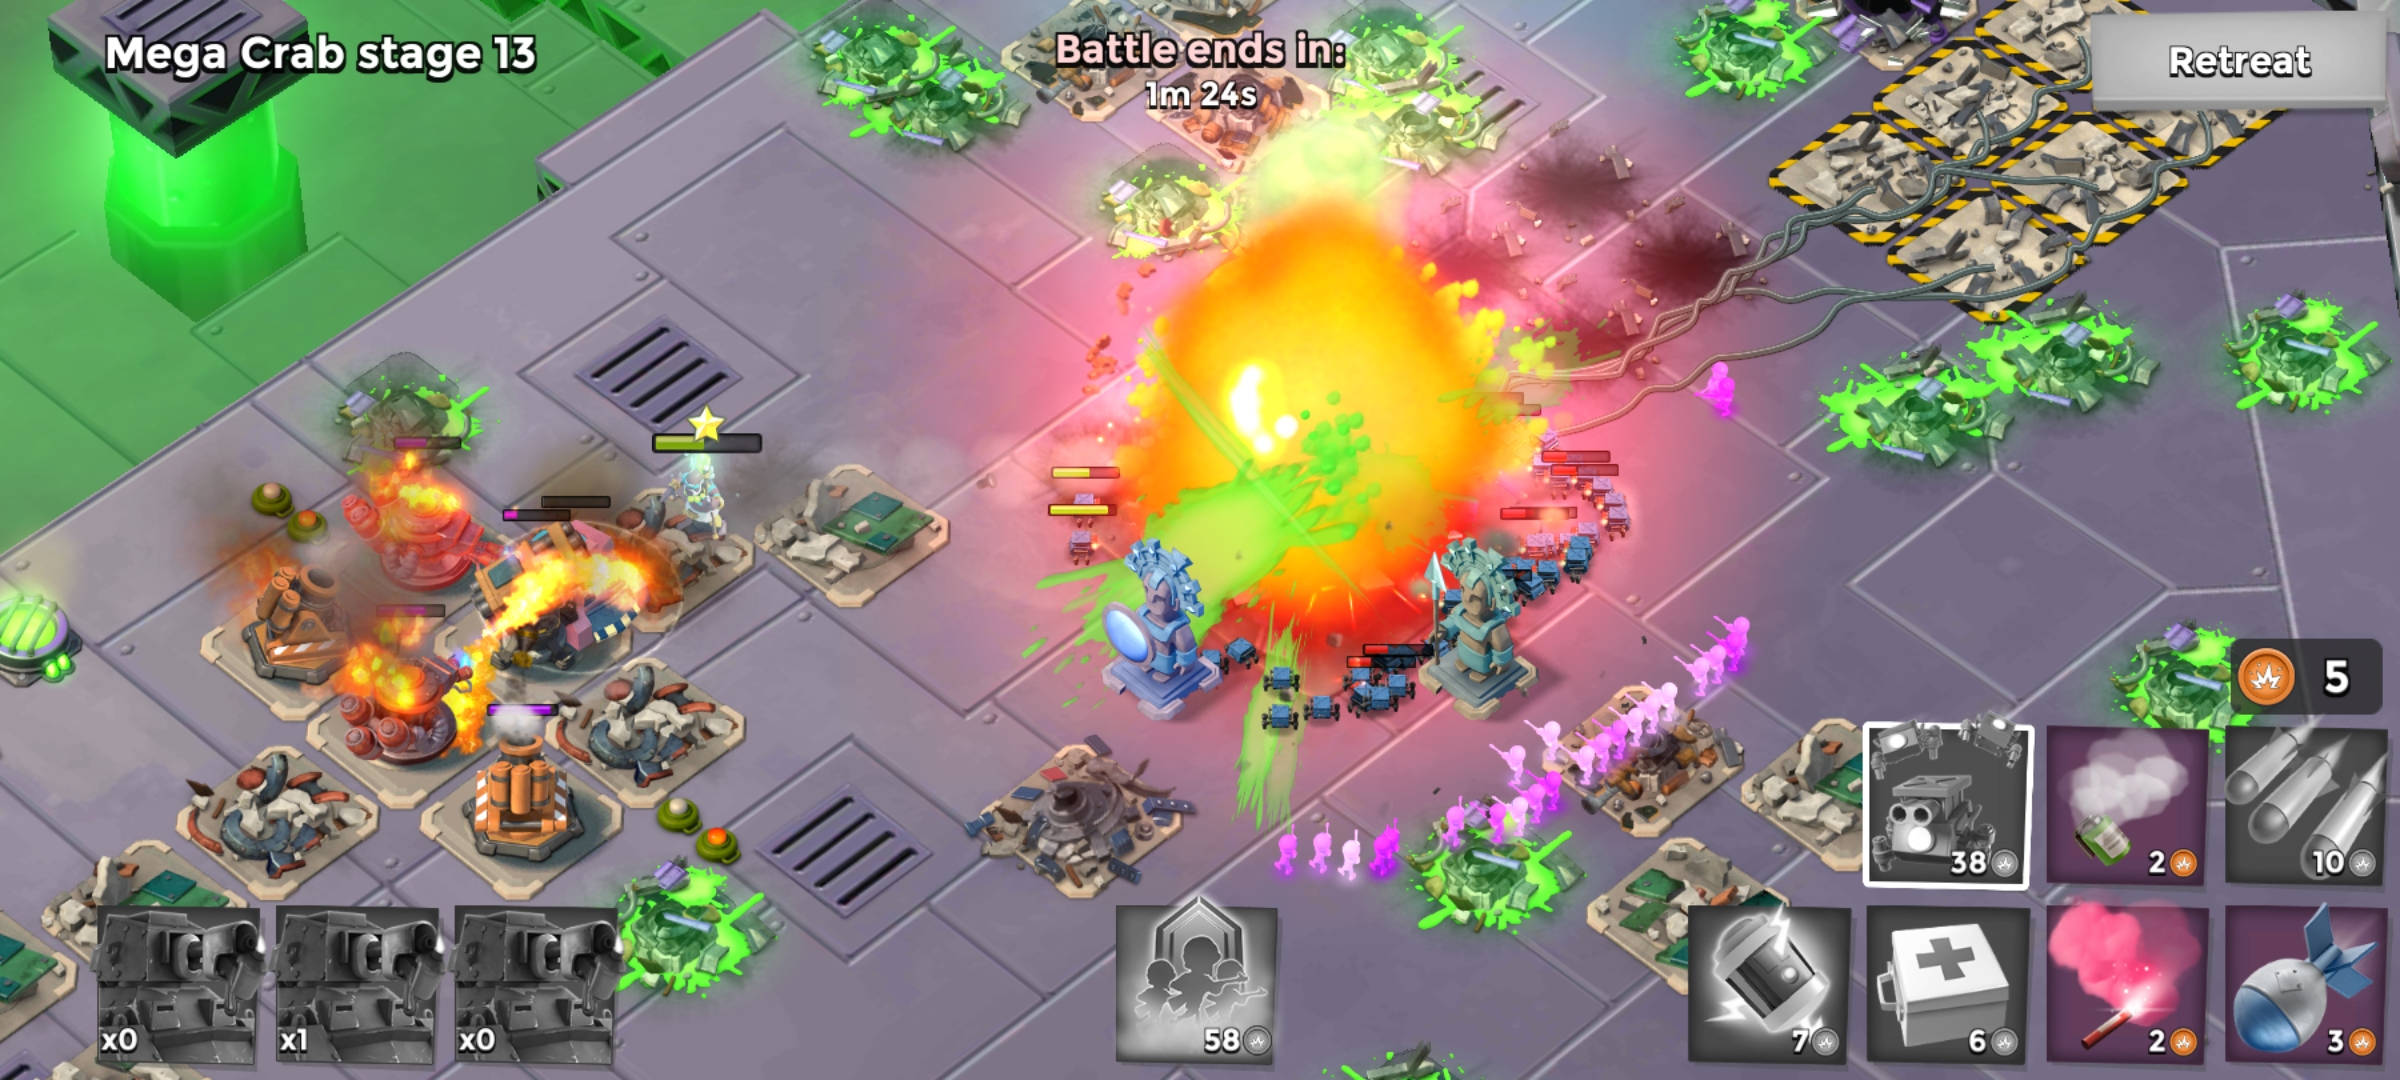 Mega Crab stage 13
Battle ends in:
1m 24s
Retreat
5
38
2
10
x0
x1
x0
58
7
6
2
3